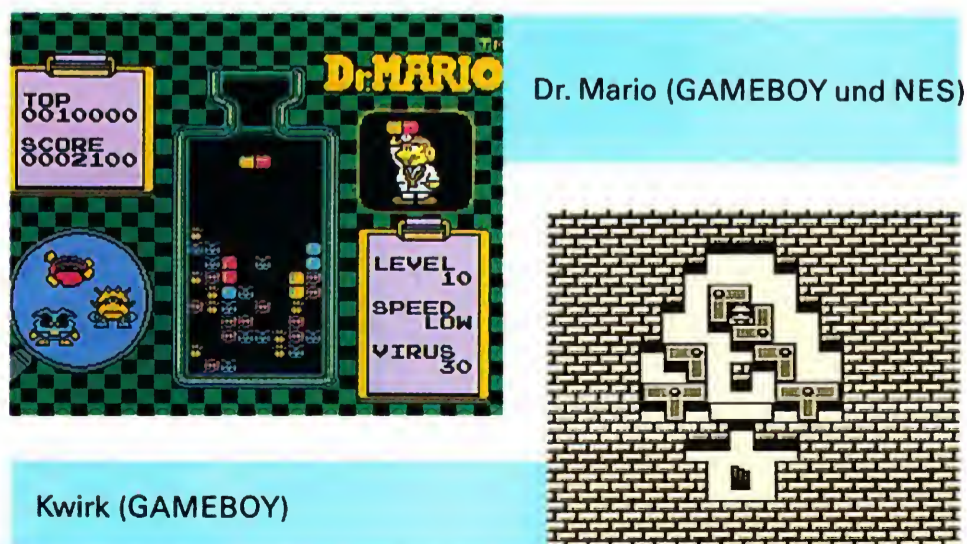 TM
Dr.MARIO
TOP
0010000
SCORE
0002100
LEVEL
10
SPEED
LOW
VIRUS
30
Dr. Mario (GAMEBOY und NES)
Kwirk (GAMEBOY)